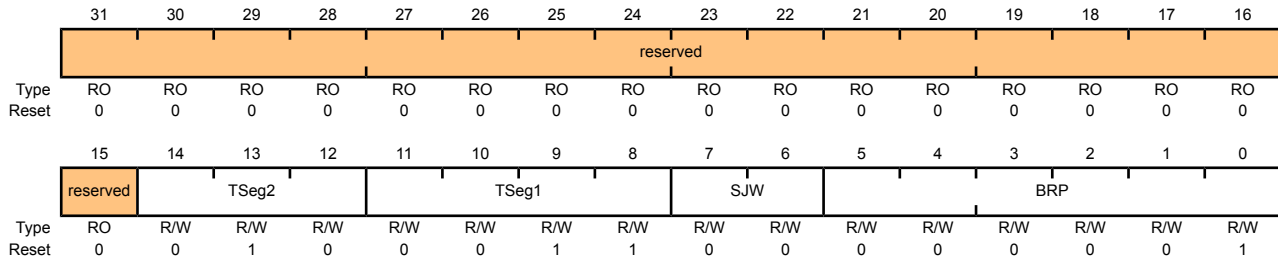 31 30 29 28 27 26 25 24 23 22 21 20 19 18 17 16
reserved
Type RO RO RO RO RO RO RO RO RO RO RO RO RO RO RO RO
Reset 0 0 0 0 0 0 0 0 0 0 0 0 0 0 0 0
15 14 13 12 11 10 9 8 7 6 5 4 3 2 1 0
reserved TSeg2 TSeg1 SJW BRP
Type RO R/W R/W R/W R/W R/W R/W R/W R/W R/W R/W R/W R/W R/W R/W R/W
Reset 0 0 1 0 0 0 1 1 0 0 0 0 0 0 0 1